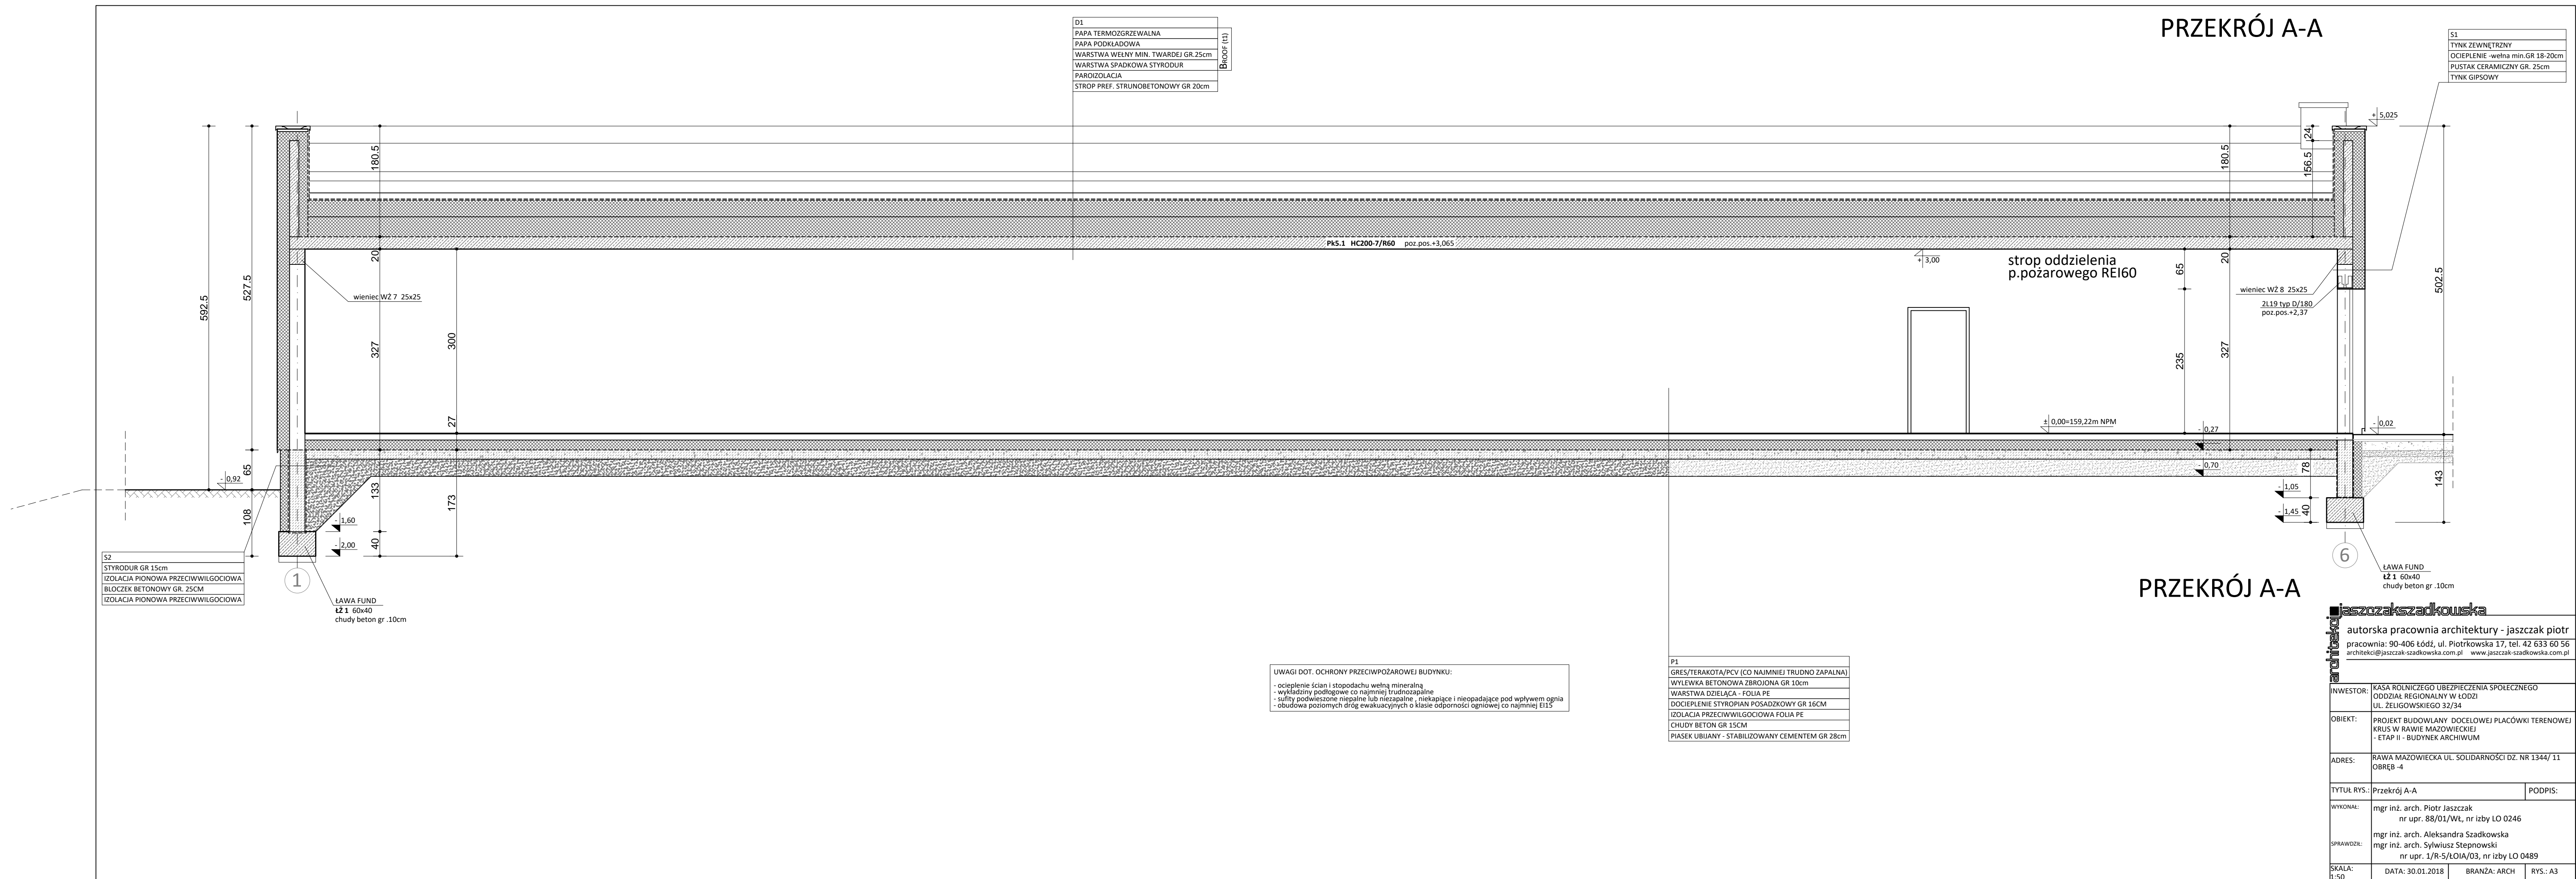 PRZEKRÓJ A-A
D1
PAPA TERMOZGRZEWALNA
PAPA PODKŁADOWA
WARSTWA WEŁNY MIN. TWARDEJ GR.25cm
WARSTWA SPADKOWA STYRODUR
PAROIZOLACJA
STROP PREF. STRUNOBETONOWY GR 20cm
BROOF (t1)
S1
TYNK ZEWNĘTRZNY
OCIEPLENIE -wełna min.GR 18-20cm
PUSTAK CERAMICZNY GR. 25cm
TYNK GIPSOWY
592.5
527.5
65
108
180.5
20
327
133
40
300
27
173
Pk5.1 HC200-7/R60 poz.pos.+3,065
wieniec WŻ 7 25x25
+ 3,00
strop oddzielenia
p.pożarowego REI60
wieniec WŻ 8 25x25
2L19 typ D/180
poz.pos.+2,37
65
235
180.5
20
327
24
156.5
+ 5,025
502.5
143
78
40
± 0,00=159,22m NPM
- 0,27
- 0,02
- 0,70
- 1,05
- 1,45
- 0,92
- 1,60
- 2,00
S2
STYRODUR GR 15cm
IZOLACJA PIONOWA PRZECIWWILGOCIOWA
BLOCZEK BETONOWY GR. 25CM
IZOLACJA PIONOWA PRZECIWWILGOCIOWA
1
ŁAWA FUND
ŁŻ 1 60x40
chudy beton gr .10cm
6
ŁAWA FUND
ŁŻ 1 60x40
chudy beton gr .10cm
PRZEKRÓJ A-A
UWAGI DOT. OCHRONY PRZECIWPOŻAROWEJ BUDYNKU:
- ocieplenie ścian i stopodachu wełną mineralną
- wykładziny podłogowe co najmniej trudnozapalne
- sufity podwieszone niepalne lub niezapalne , niekapiące i nieopadające pod wpływem ognia
- obudowa poziomych dróg ewakuacyjnych o klasie odporności ogniowej co najmniej EI15
P1
GRES/TERAKOTA/PCV (CO NAJMNIEJ TRUDNO ZAPALNA)
WYLEWKA BETONOWA ZBROJONA GR 10cm
WARSTWA DZIELĄCA - FOLIA PE
DOCIEPLENIE STYROPIAN POSADZKOWY GR 16CM
IZOLACJA PRZECIWWILGOCIOWA FOLIA PE
CHUDY BETON GR 15CM
PIASEK UBIJANY - STABILIZOWANY CEMENTEM GR 28cm
jaszczakszadkowska
architekci
autorska pracownia architektury - jaszczak piotr
pracownia: 90-406 Łódź, ul. Piotrkowska 17, tel. 42 633 60 56
architekci@jaszczak-szadkowska.com.pl www.jaszczak-szadkowska.com.pl
INWESTOR: KASA ROLNICZEGO UBEZPIECZENIA SPOŁECZNEGO
ODDZIAŁ REGIONALNY W ŁODZI
UL. ŻELIGOWSKIEGO 32/34
OBIEKT: PROJEKT BUDOWLANY DOCELOWEJ PLACÓWKI TERENOWEJ
KRUS W RAWIE MAZOWIECKIEJ
- ETAP II - BUDYNEK ARCHIWUM
ADRES: RAWA MAZOWIECKA UL. SOLIDARNOŚCI DZ. NR 1344/ 11
OBRĘB -4
TYTUŁ RYS.: Przekrój A-A PODPIS:
WYKONAŁ: mgr inż. arch. Piotr Jaszczak
nr upr. 88/01/WŁ, nr izby LO 0246
mgr inż. arch. Aleksandra Szadkowska
SPRAWDZIŁ: mgr inż. arch. Sylwiusz Stepnowski
nr upr. 1/R-5/ŁOIA/03, nr izby LO 0489
SKALA: 1:50 DATA: 30.01.2018 BRANŻA: ARCH RYS.: A3